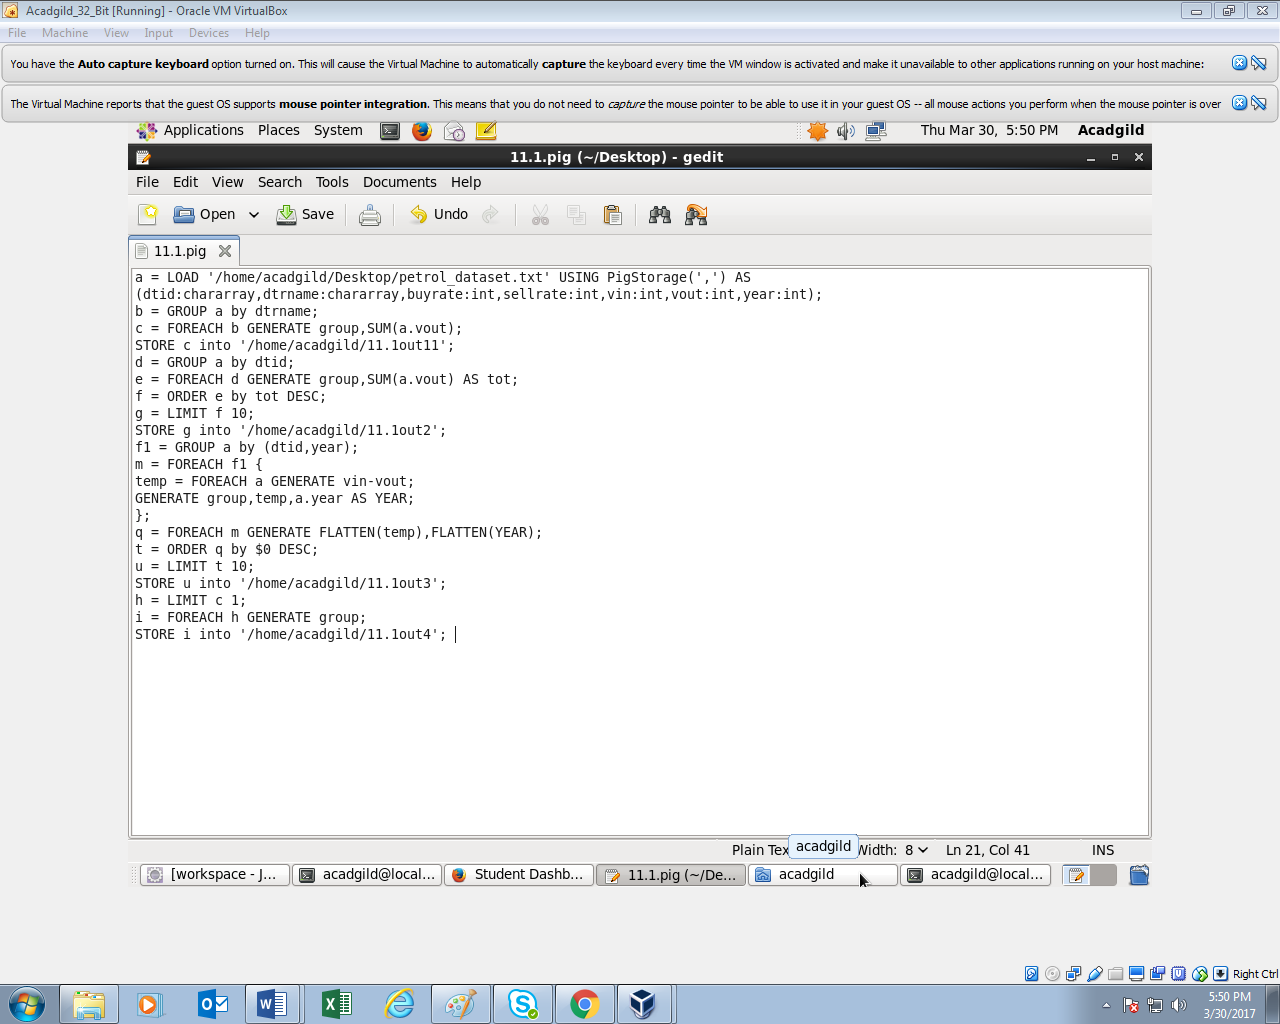 Acadgild_32_Bit [Running] - Oracle VM VirtualBox
File Machine View Input Devices Help
You have the Auto capture keyboard option turned on. This will cause the Virtual Machine to automatically capture the keyboard every time the VM window is activated and make it unavailable to other applications running on your host machine:
The Virtual Machine reports that the guest OS supports mouse pointer integration. This means that you do not need to capture the mouse pointer to be able to use it in your guest OS -- all mouse actions you perform when the mouse pointer is over
Applications Places System Thu Mar 30, 5:50 PM Acadgild
11.1.pig (~/Desktop) - gedit
File Edit View Search Tools Documents Help
Open Save Undo
11.1.pig
a = LOAD '/home/acadgild/Desktop/petrol_dataset.txt' USING PigStorage(',') AS
(dtid:chararray,dtrname:chararray,buyrate:int,sellrate:int,vin:int,vout:int,year:int);
b = GROUP a by dtrname;
c = FOREACH b GENERATE group,SUM(a.vout);
STORE c into '/home/acadgild/11.1out11';
d = GROUP a by dtid;
e = FOREACH d GENERATE group,SUM(a.vout) AS tot;
f = ORDER e by tot DESC;
g = LIMIT f 10;
STORE g into '/home/acadgild/11.1out2';
f1 = GROUP a by (dtid,year);
m = FOREACH f1 {
temp = FOREACH a GENERATE vin-vout;
GENERATE group,temp,a.year AS YEAR;
};
q = FOREACH m GENERATE FLATTEN(temp),FLATTEN(YEAR);
t = ORDER q by $0 DESC;
u = LIMIT t 10;
STORE u into '/home/acadgild/11.1out3';
h = LIMIT c 1;
i = FOREACH h GENERATE group;
STORE i into '/home/acadgild/11.1out4';
Plain Tex acadgild Width: 8 Ln 21, Col 41 INS
[workspace - J... acadgild@local... Student Dashb... 11.1.pig (~/De... acadgild acadgild@local...
Right Ctrl
5:50 PM
3/30/2017